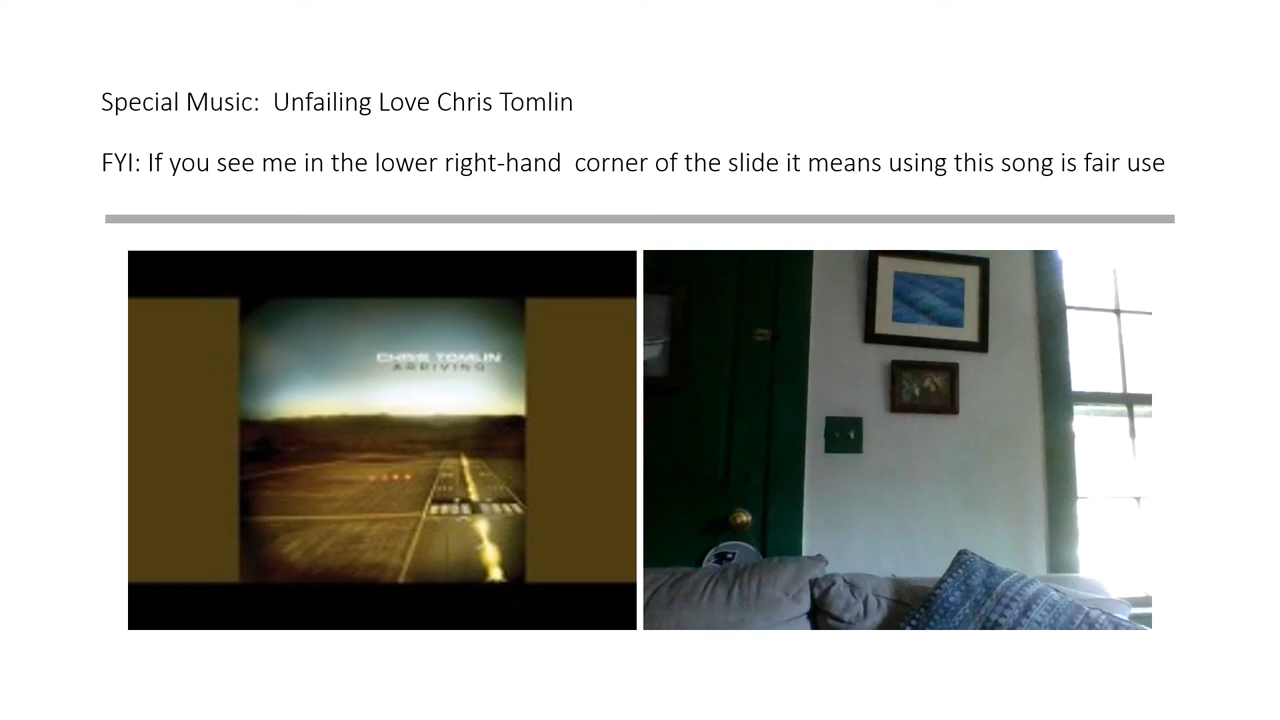 Special Music:  Unfailing Love Chris Tomlin
FYI: If you see me in the lower right-hand  corner of the slide it means using this song is fair use
CHRIS TOMLIN
ARRIVING